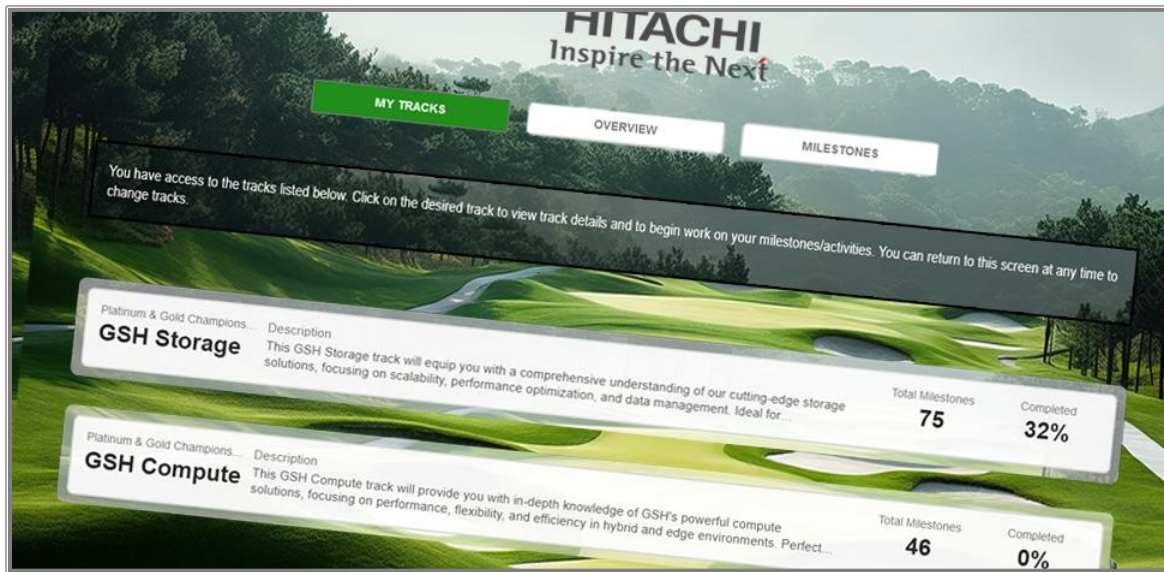 HITACHI
Inspire the Next
MY TRACKS
OVERVIEW
MILESTONES
You have access to the tracks listed below. Click on the desired track to view track details and to begin work on your milestones/activities. You can return to this screen at any time to
change tracks.
Platinum & Gold Champions...
GSH Storage
Description
This GSH Storage track will equip you with a comprehensive understanding of our cutting-edge storage
solutions, focusing on scalability, performance optimization, and data management. Ideal for...
Total Milestones
75
Completed
32%
Platinum & Gold Champions...
GSH Compute
Description
This GSH Compute track will provide you with in-depth knowledge of GSH's powerful compute
solutions, focusing on performance, flexibility, and efficiency in hybrid and edge environments. Perfect...
Total Milestones
46
Completed
0%